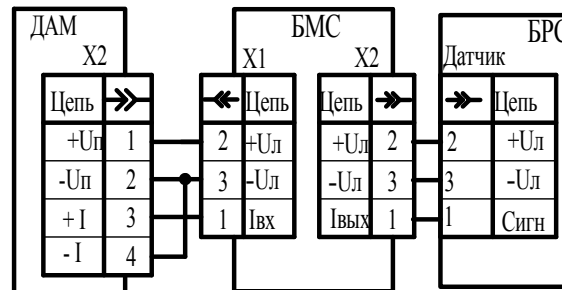 ДАМ БМС БРС
X2 X1 X2 Датчик
Цепь Цепь Цепь
+Uп 1 2 +Uл +Uл 2 2 +Uл
-Uп 2 3 -Uл -Uл 3 3 -Uл
+ I 3 1 Iвх Iвых 1 1 Сигн
- I 4